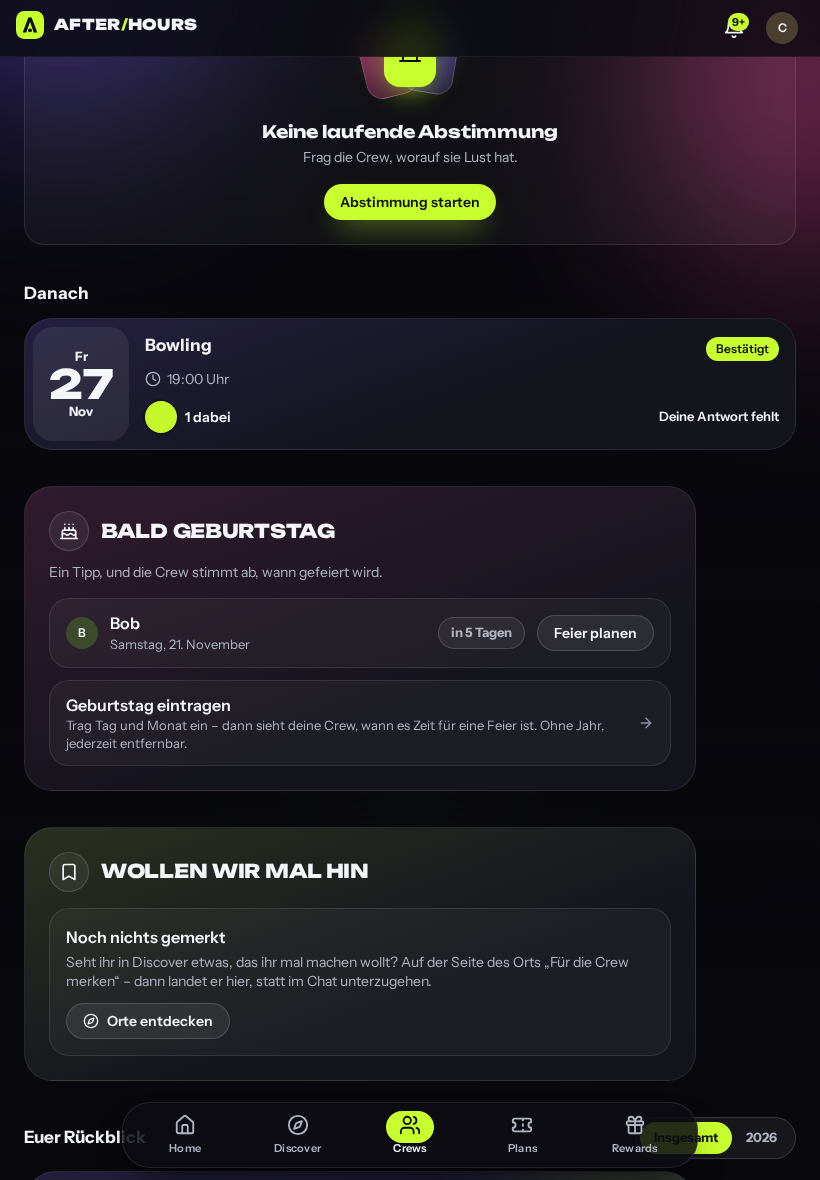 AFTER/HOURS
9+
C
Keine laufende Abstimmung
Frag die Crew, worauf sie Lust hat.
Abstimmung starten
Danach
Fr
27
Nov
Bowling
Bestätigt
19:00 Uhr
1 dabei
Deine Antwort fehlt
BALD GEBURTSTAG
Ein Tipp, und die Crew stimmt ab, wann gefeiert wird.
B
Bob
Samstag, 21. November
in 5 Tagen
Feier planen
Geburtstag eintragen
Trag Tag und Monat ein – dann sieht deine Crew, wann es Zeit für eine Feier ist. Ohne Jahr,
jederzeit entfernbar.
WOLLEN WIR MAL HIN
Noch nichts gemerkt
Seht ihr in Discover etwas, das ihr mal machen wollt? Auf der Seite des Orts „Für die Crew
merken“ – dann landet er hier, statt im Chat unterzugehen.
Orte entdecken
Euer Rückblick
Insgesamt
2026
Home
Discover
Crews
Plans
Rewards